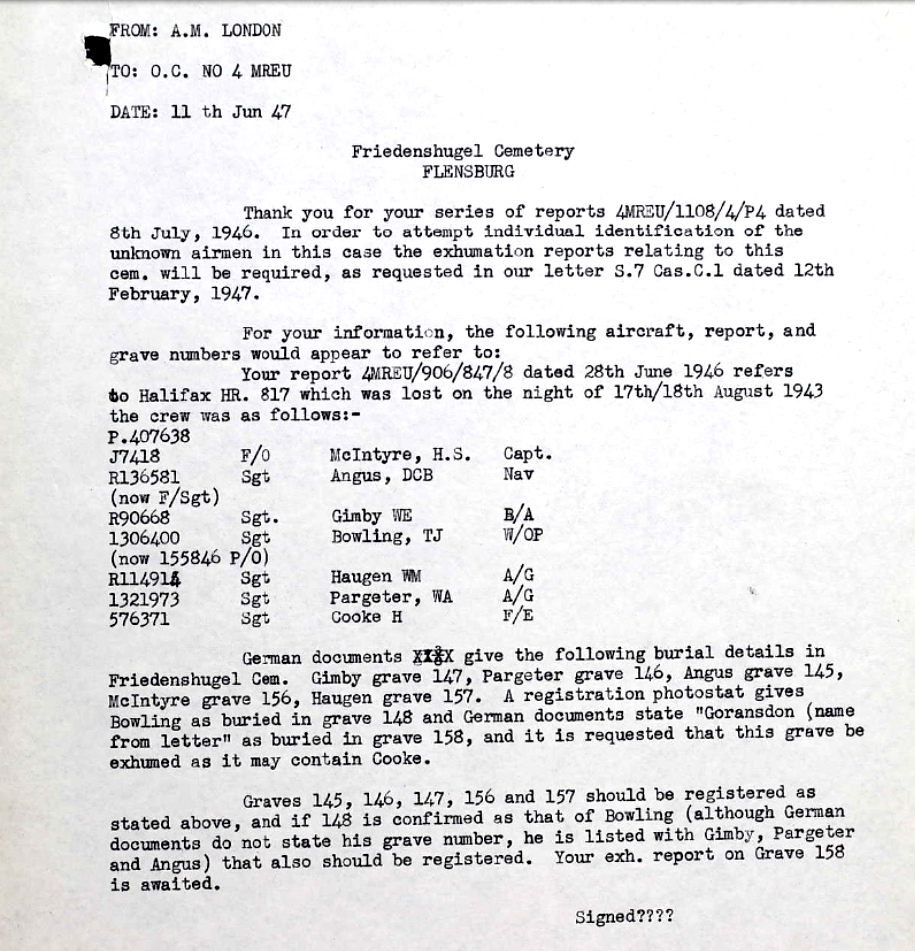 FROM: A.M. LONDON
TO: O.C. NO 4 MREU
DATE: 11 th Jun 47
Friedenshugel Cemetery
FLENSBURG
Thank you for your series of reports 4MREU/1108/4/P4 dated
8th July, 1946. In order to attempt individual identification of the
unknown airmen in this case the exhumation reports relating to this
cem. will be required, as requested in our letter S.7 Cas.C.1 dated 12th
February, 1947.
For your information, the following aircraft, report, and
grave numbers would appear to refer to:
Your report 4MREU/906/847/8 dated 28th June 1946 refers
to Halifax HR. 817 which was lost on the night of 17th/18th August 1943
the crew was as follows:-
P.407638
J7418 F/O McIntyre, H.S. Capt.
R136581 Sgt Angus, DCB Nav
(now F/Sgt)
R90668 Sgt. Gimby WE B/A
1306400 Sgt Bowling, TJ W/OP
(now 155846 P/O)
R114914 Sgt Haugen WM A/G
1321973 Sgt Pargeter, WA A/G
576371 Sgt Cooke H F/E
German documents XXXX give the following burial details in
Friedenshugel Cem. Gimby grave 147, Pargeter grave 146, Angus grave 145,
McIntyre grave 156, Haugen grave 157. A registration photostat gives
Bowling as buried in grave 148 and German documents state "Goransdon (name
from letter" as buried in grave 158, and it is requested that this grave be
exhumed as it may contain Cooke.
Graves 145, 146, 147, 156 and 157 should be registered as
stated above, and if 148 is confirmed as that of Bowling (although German
documents do not state his grave number, he is listed with Gimby, Pargeter
and Angus) that also should be registered. Your exh. report on Grave 158
is awaited.
Signed????